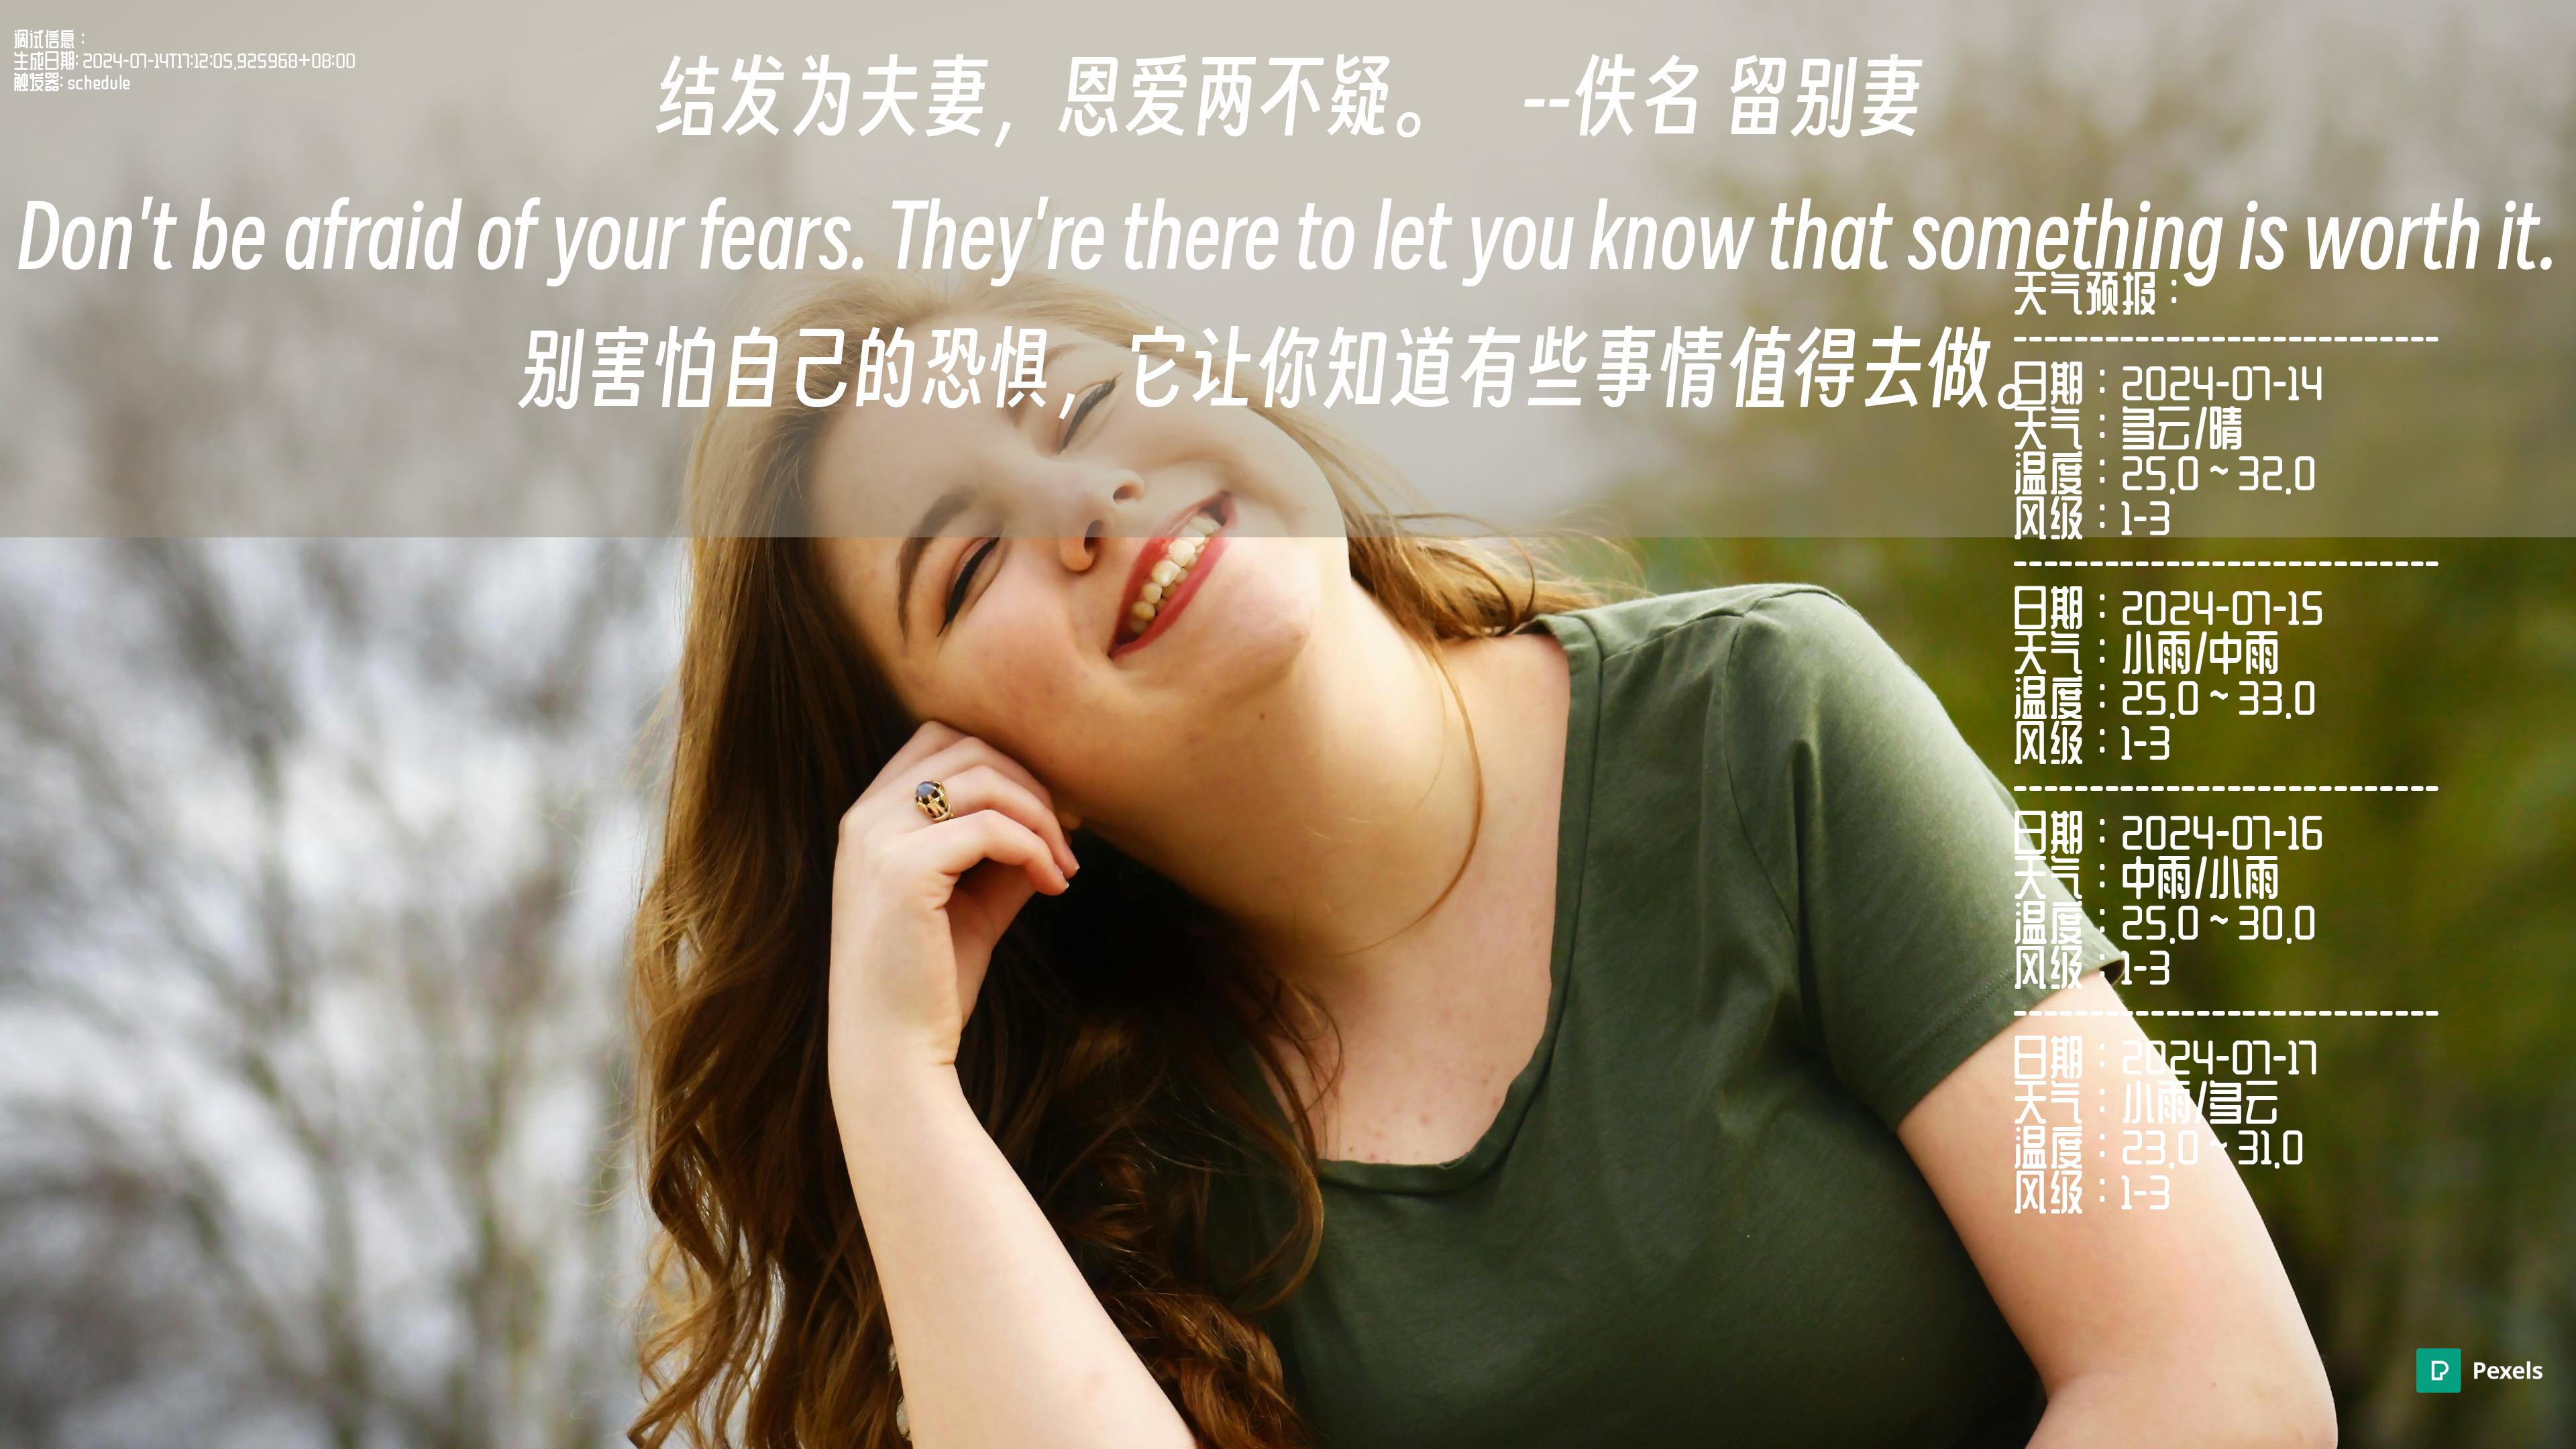 调试信息：
生成日期: 2024-07-14T17:12:05.925968+08:00
触发器: schedule
结发为夫妻，恩爱两不疑。 --佚名 留别妻
Don't be afraid of your fears. They're there to let you know that something is worth it.
别害怕自己的恐惧，它让你知道有些事情值得去做。
天气预报：
----------------------------
日期：2024-07-14
天气：多云/晴
温度：25.0 ~ 32.0
风级：1-3
----------------------------
日期：2024-07-15
天气：小雨/中雨
温度：25.0 ~ 33.0
风级：1-3
----------------------------
日期：2024-07-16
天气：中雨/小雨
温度：25.0 ~ 30.0
风级：1-3
----------------------------
日期：2024-07-17
天气：小雨/多云
温度：23.0 ~ 31.0
风级：1-3
Pexels